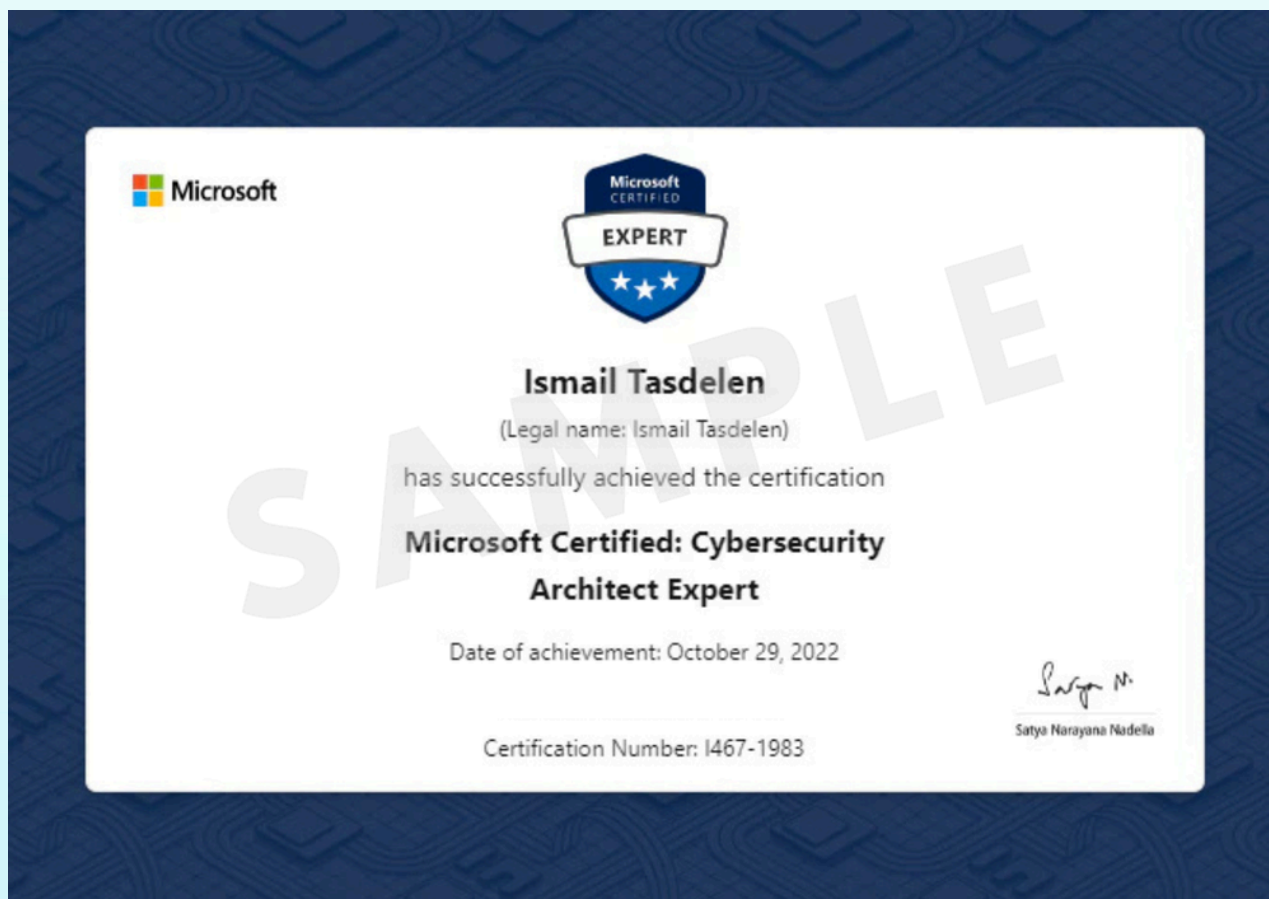 Microsoft
Microsoft
CERTIFIED
EXPERT
SAMPLE
Ismail Tasdelen
(Legal name: Ismail Tasdelen)
has successfully achieved the certification
Microsoft Certified: Cybersecurity
Architect Expert
Date of achievement: October 29, 2022
Satya N.
Satya Narayana Nadella
Certification Number: I467-1983